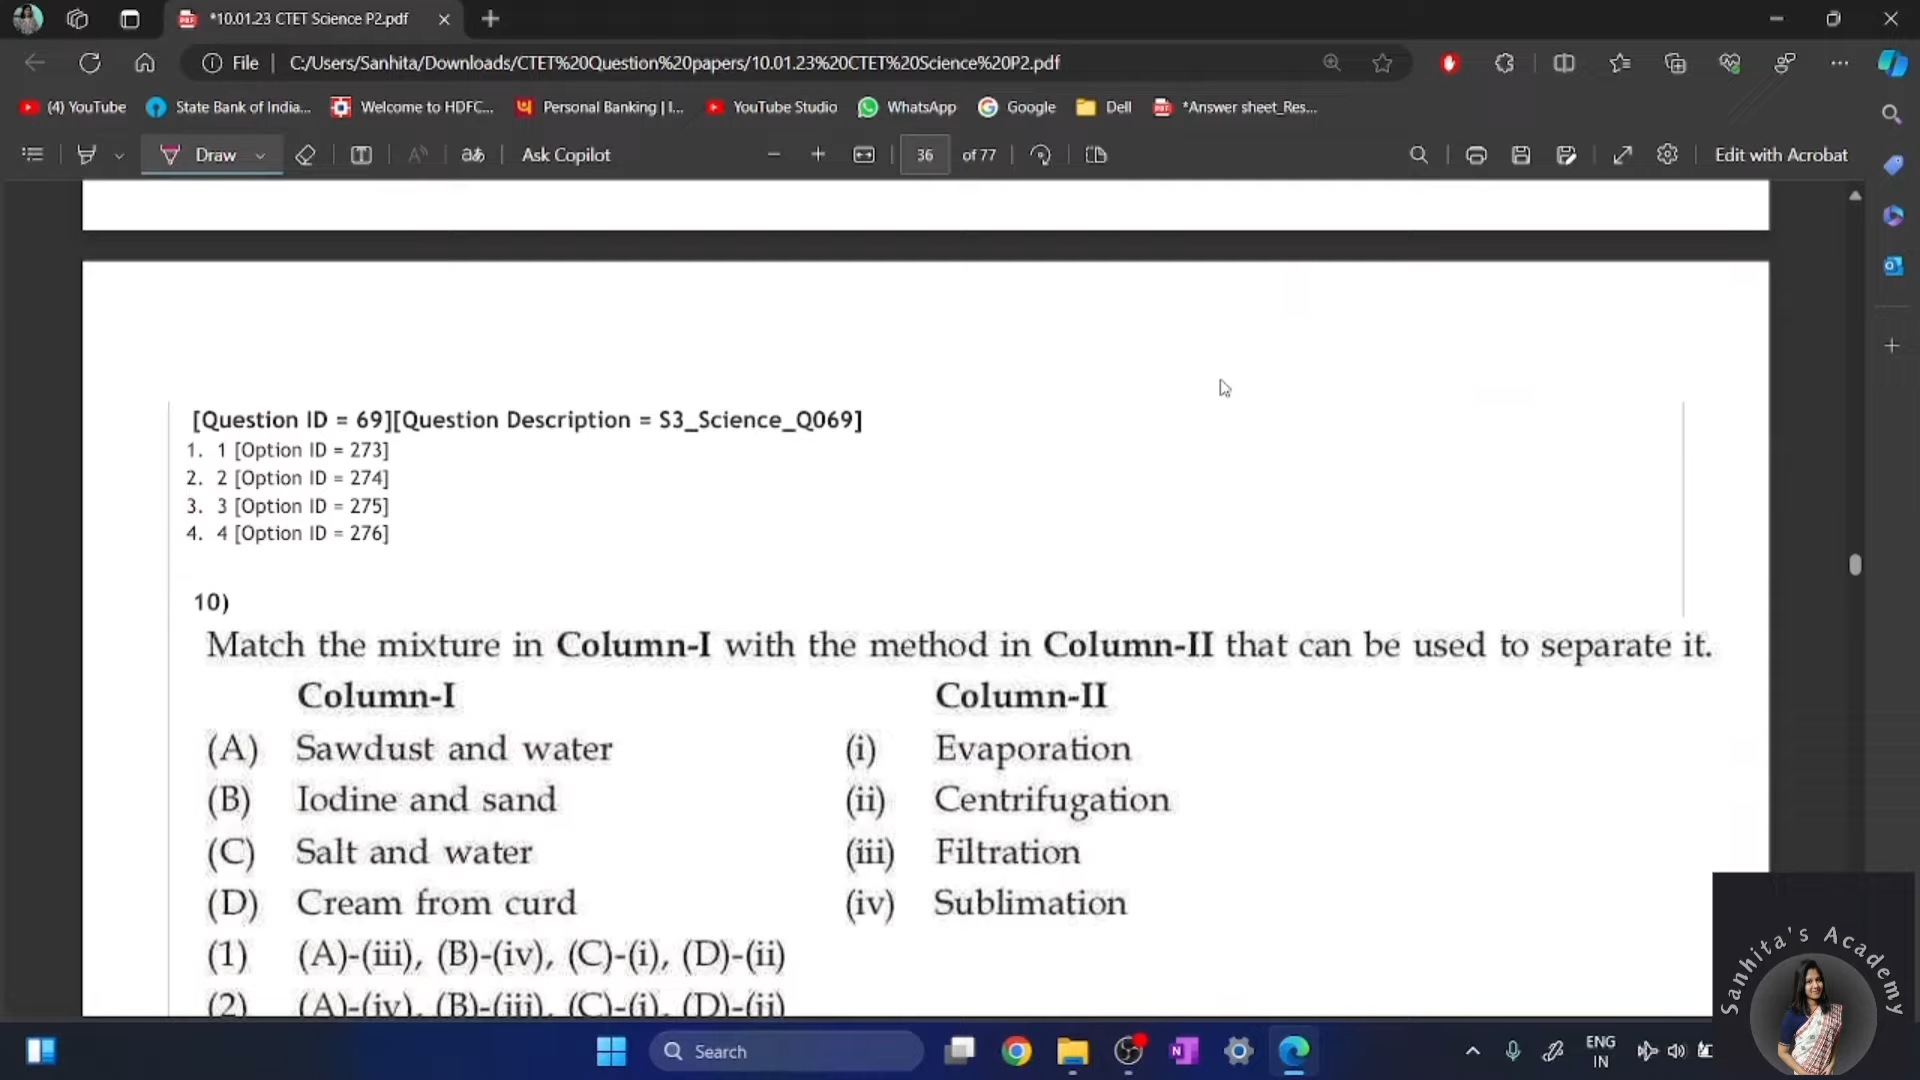 *10.01.23 CTET Science P2.pdf
File
C:/Users/Sanhita/Downloads/CTET%20Question%20papers/10.01.23%20CTET%20Science%20P2.pdf
(4) YouTube State Bank of India... Welcome to HDFC... Personal Banking | I... YouTube Studio WhatsApp Google Dell *Answer sheet_Res...
Draw Ask Copilot 36 of 77 Edit with Acrobat
[Question ID = 69][Question Description = S3_Science_Q069]
1. 1 [Option ID = 273]
2. 2 [Option ID = 274]
3. 3 [Option ID = 275]
4. 4 [Option ID = 276]
10)
Match the mixture in Column-I with the method in Column-II that can be used to separate it.
Column-I Column-II
(A) Sawdust and water (i) Evaporation
(B) Iodine and sand (ii) Centrifugation
(C) Salt and water (iii) Filtration
(D) Cream from curd (iv) Sublimation
(1) (A)-(iii), (B)-(iv), (C)-(i), (D)-(ii)
(2) (A)-(iv), (B)-(iii), (C)-(i), (D)-(ii)
Sanhita's Academy
Search
ENG
IN